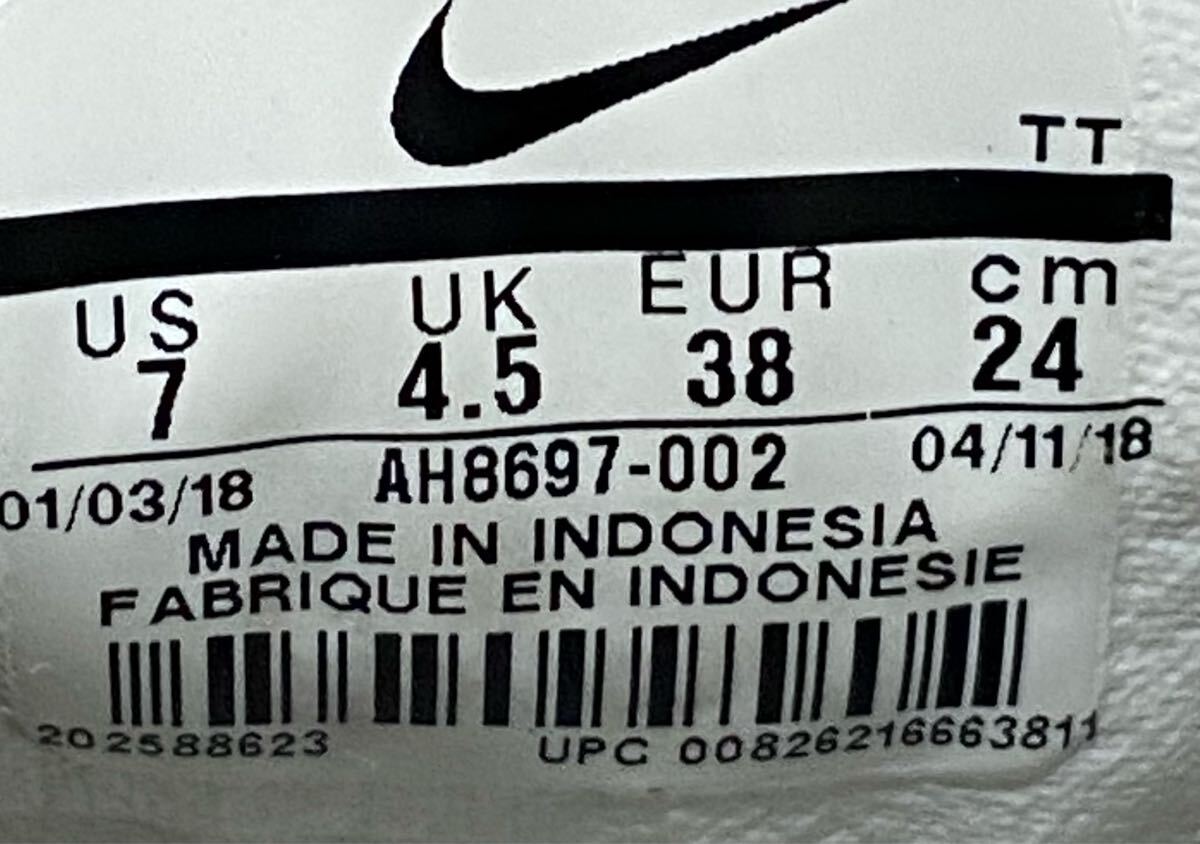 TT
US UK EUR cm
7 4.5 38 24
01/03/18 AH8697-002 04/11/18
MADE IN INDONESIA
FABRIQUE EN INDONESIE
202588623 UPC 00826216663811